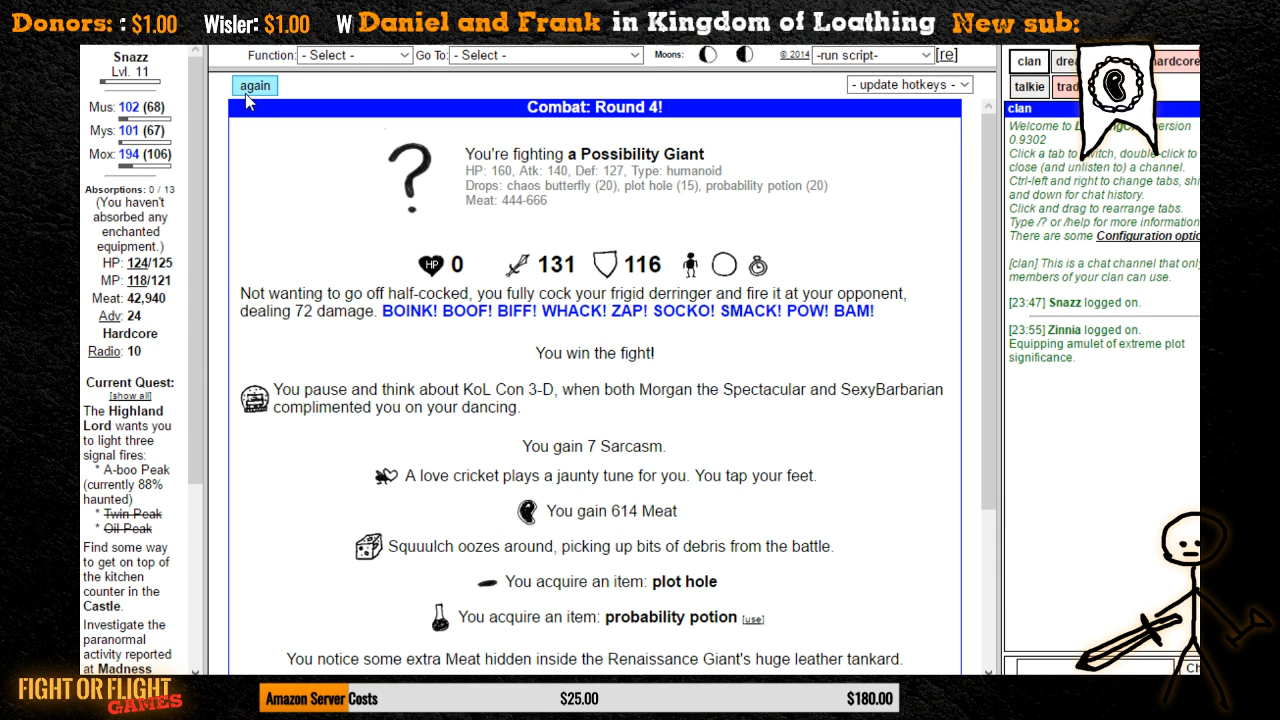 Donors: : $1.00 Wisler: $1.00 W Daniel and Frank in Kingdom of Loathing New sub:
Snazz
Lvl. 11
Mus: 102 (68)
Mys: 101 (67)
Mox: 194 (106)
Absorptions: 0 / 13
(You haven't
absorbed any
enchanted
equipment.)
HP: 124/125
MP: 118/121
Meat: 42,940
Adv: 24
Hardcore
Radio: 10
Current Quest:
[show all]
The Highland
Lord wants you
to light three
signal fires:
* A-boo Peak
(currently 88%
haunted)
* Twin Peak
* Oil Peak
Find some way
to get on top of
the kitchen
counter in the
Castle.
Investigate the
paranormal
activity reported
at Madness
Function: - Select - Go To: - Select - Moons: © 2014 -run script- [re]
again
- update hotkeys -
Combat: Round 4!
You're fighting a Possibility Giant
HP: 160, Atk: 140, Def: 127, Type: humanoid
Drops: chaos butterfly (20), plot hole (15), probability potion (20)
Meat: 444-666
HP 0 131 116
Not wanting to go off half-cocked, you fully cock your frigid derringer and fire it at your opponent,
dealing 72 damage. BOINK! BOOF! BIFF! WHACK! ZAP! SOCKO! SMACK! POW! BAM!
You win the fight!
You pause and think about KoL Con 3-D, when both Morgan the Spectacular and SexyBarbarian
complimented you on your dancing.
You gain 7 Sarcasm.
A love cricket plays a jaunty tune for you. You tap your feet.
You gain 614 Meat
Squuulch oozes around, picking up bits of debris from the battle.
You acquire an item: plot hole
You acquire an item: probability potion [use]
You notice some extra Meat hidden inside the Renaissance Giant's huge leather tankard.
clan
talkie
clan
Welcome to
0.9302
Click a tab to switch, double-click to
close (and unlisten to) a channel.
Ctrl-left and right to change tabs,
and down for chat history.
Click and drag to rearrange tabs.
Type /? or /help for more information
There are some Configuration optio
[clan] This is a chat channel that only
members of your clan can use.
[23:47] Snazz logged on.
[23:55] Zinnia logged on.
Equipping amulet of extreme plot
significance.
Ch
FIGHT OR FLIGHT
GAMES
Amazon Server Costs $25.00 $180.00